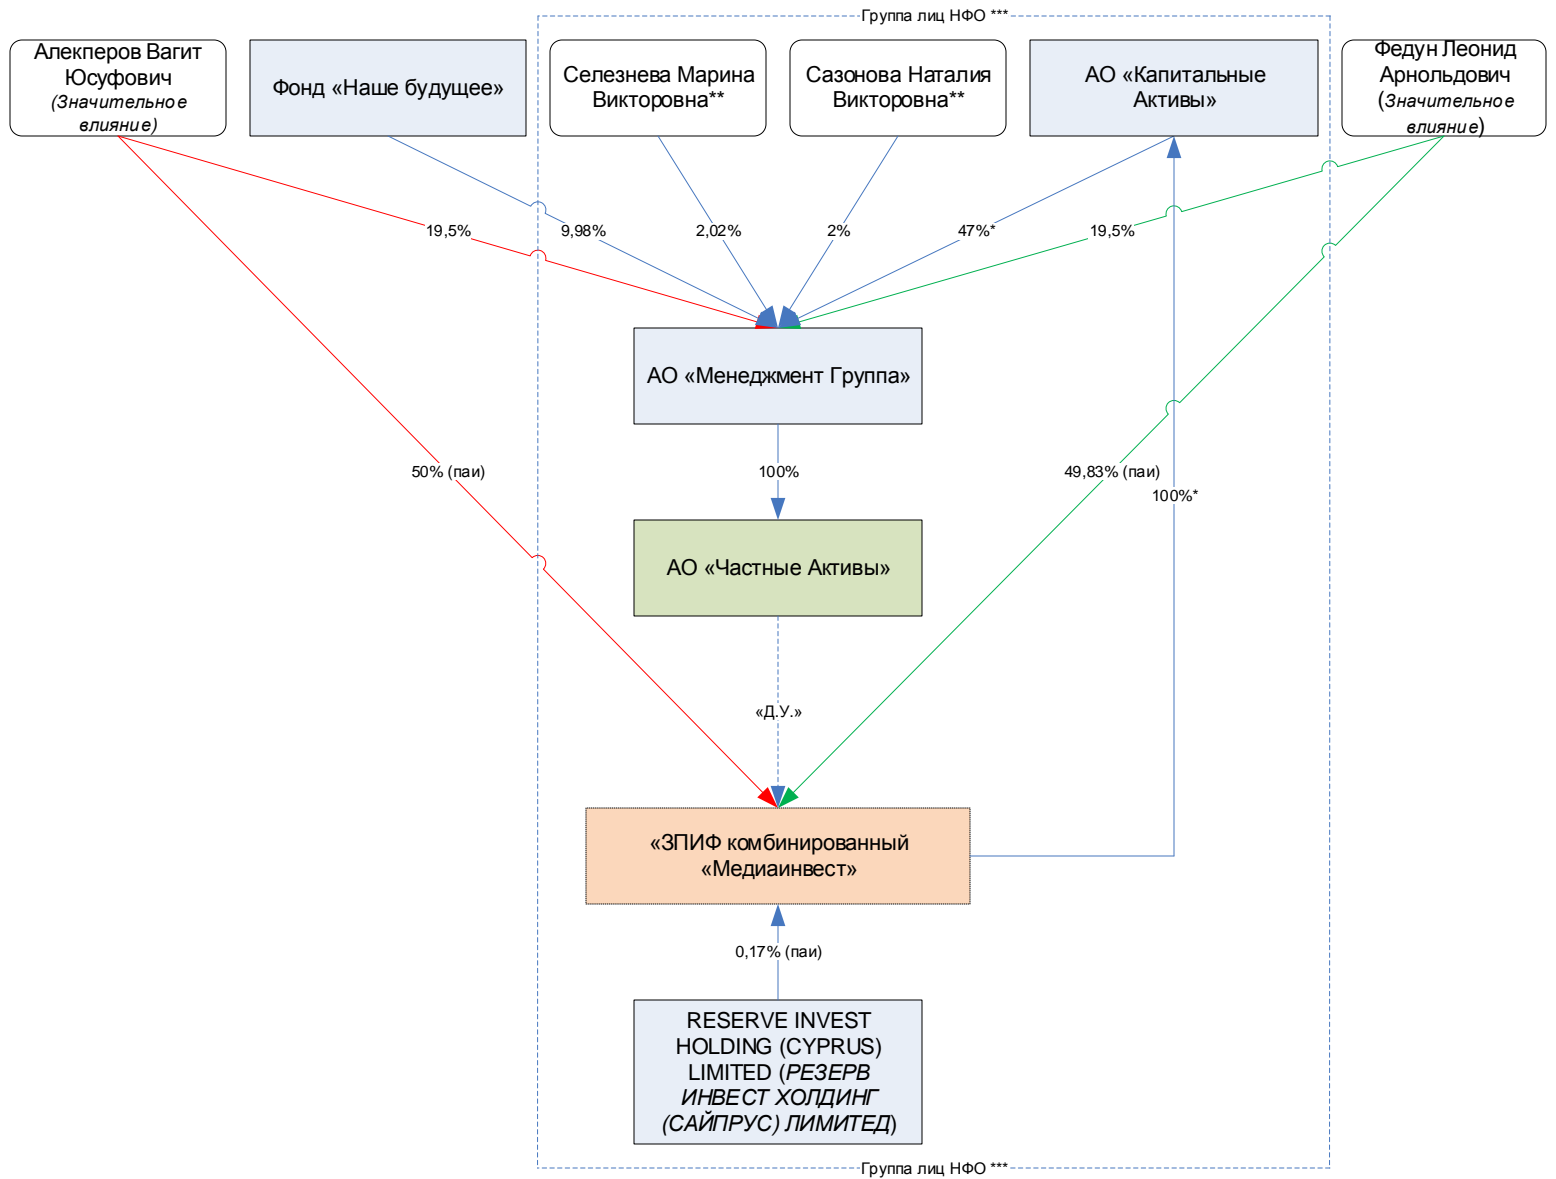 Группа лиц НФО ***
Алекперов Вагит
Юсуфович
(Значительное
влияние)
Фонд «Наше будущее»
Селезнева Марина
Викторовна**
Сазонова Наталия
Викторовна**
АО «Капитальные
Активы»
Федун Леонид
Арнольдович
(Значительное
влияние)
19,5%
9,98%
2,02%
2%
47%*
19,5%
АО «Менеджмент Группа»
50% (паи)
100%
49,83% (паи)
100%*
АО «Частные Активы»
«Д.У.»
«ЗПИФ комбинированный
«Медиаинвест»
0,17% (паи)
RESERVE INVEST
HOLDING (CYPRUS)
LIMITED (РЕЗЕРВ
ИНВЕСТ ХОЛДИНГ
(САЙПРУС) ЛИМИТЕД)
Группа лиц НФО ***